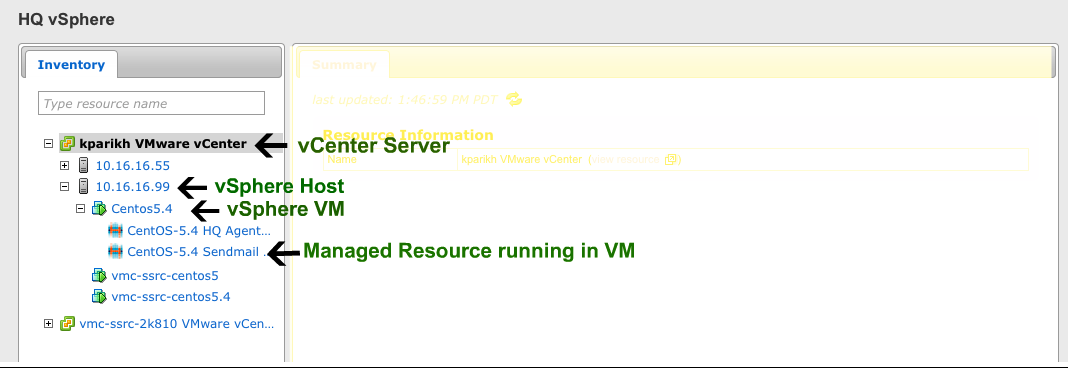 HQ vSphere
Inventory
Summary
Type resource name
last updated: 1:46:59 PM PDT
Resource Information
kparikh VMware vCenter
vCenter Server
Name
kparikh VMware vCenter
10.16.16.55
10.16.16.99
vSphere Host
Centos5.4
vSphere VM
CentOS-5.4 HQ Agent...
CentOS-5.4 Sendmail ...
Managed Resource running in VM
vmc-ssrc-centos5
vmc-ssrc-centos5.4
vmc-ssrc-2k810 VMware vCen...